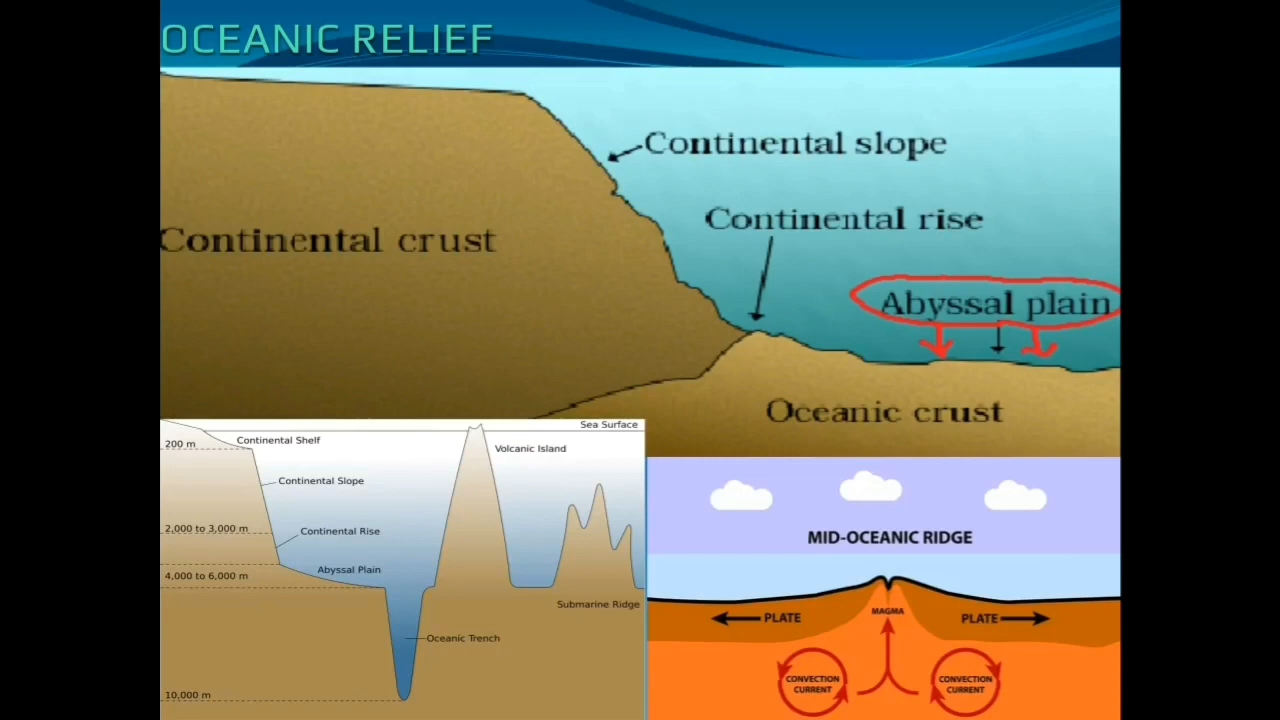 OCEANIC RELIEF
Continental slope
Continental rise
Continental crust
Abyssal plain
Oceanic crust
Sea Surface
Continental Shelf
200 m
Volcanic Island
Continental Slope
2,000 to 3,000 m
Continental Rise
Abyssal Plain
4,000 to 6,000 m
Submarine Ridge
Oceanic Trench
10,000 m
MID-OCEANIC RIDGE
MAGMA
PLATE
PLATE
CONVECTION
CURRENT
CONVECTION
CURRENT